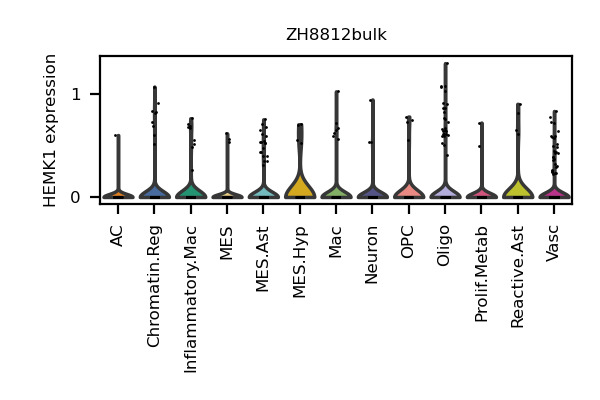 ZH8812bulk
HEMK1 expression
1
0
AC
Chromatin.Reg
Inflammatory.Mac
MES
MES.Ast
MES.Hyp
Mac
Neuron
OPC
Oligo
Prolif.Metab
Reactive.Ast
Vasc